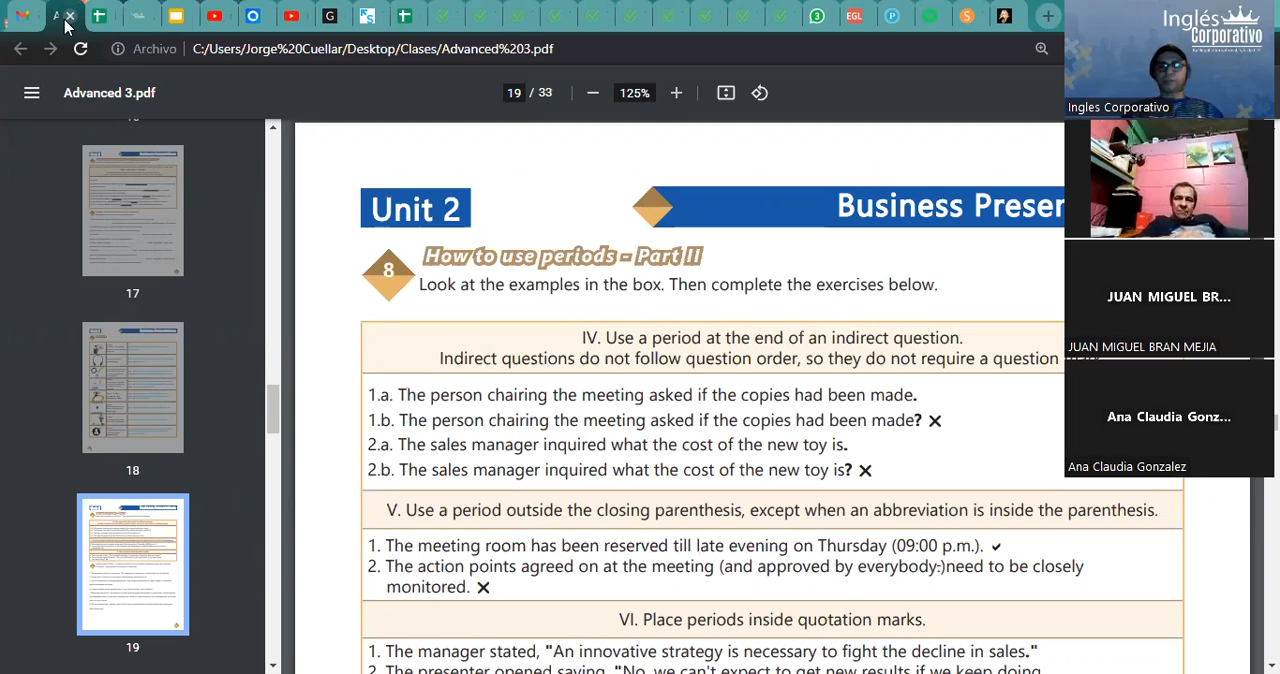 G
3
EGL
P
S
Archivo
C:/Users/Jorge%20Cuellar/Desktop/Clases/Advanced%203.pdf
Advanced 3.pdf
19 / 33
125%
17
18
19
Unit 2
Business Presen
8
How to use periods - Part II
Look at the examples in the box. Then complete the exercises below.
IV. Use a period at the end of an indirect question.
Indirect questions do not follow question order, so they do not require a question
1.a. The person chairing the meeting asked if the copies had been made.
1.b. The person chairing the meeting asked if the copies had been made? ×
2.a. The sales manager inquired what the cost of the new toy is.
2.b. The sales manager inquired what the cost of the new toy is? ×
V. Use a period outside the closing parenthesis, except when an abbreviation is inside the parenthesis.
1. The meeting room has been reserved till late evening on Thursday (09:00 p.m.). ✔
2. The action points agreed on at the meeting (and approved by everybody.)need to be closely
monitored. ×
VI. Place periods inside quotation marks.
1. The manager stated, "An innovative strategy is necessary to fight the decline in sales."
2. The presenter opened saying, "No, we can't expect to get new results if we keep doing
Inglés
Corporativo
Ingles Corporativo
JUAN MIGUEL BR...
JUAN MIGUEL BRAN MEJIA
Ana Claudia Gonz...
Ana Claudia Gonzalez